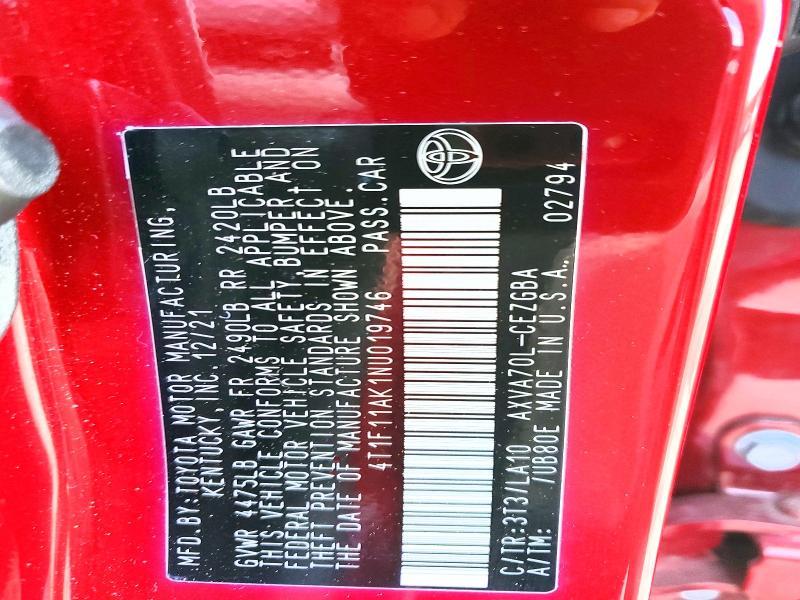 MFD.BY:TOYOTA MOTOR MANUFACTURING,
KENTUCKY, INC. 12/21
GVWR 4475LB GAWR FR 2490LB RR 2420LB
THIS VEHICLE CONFORMS TO ALL APPLICABLE
FEDERAL MOTOR VEHICLE SAFETY BUMPER AND
THEFT PREVENTION STANDARDS IN EFFECT ON
THE DATE OF MANUFACTURE SHOWN ABOVE.
4T1F11AK1NU019746 PASS.CAR
C/TR:3T3/LA10 AXVA70L-CEZGBA
A/TM: /UB80E MADE IN U.S.A. 02794